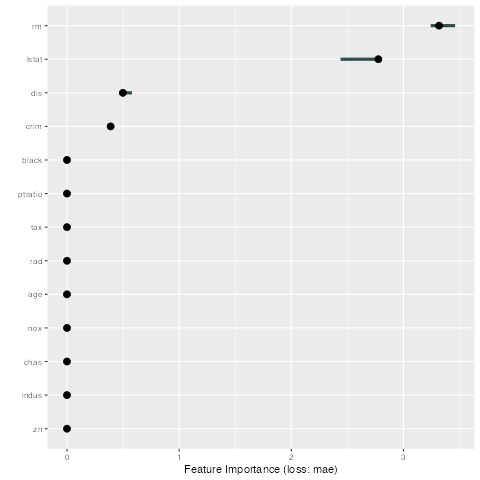 rm
lstat
dis
crim
black
ptratio
tax
rad
age
nox
chas
indus
zn
0 1 2 3
Feature Importance (loss: mae)